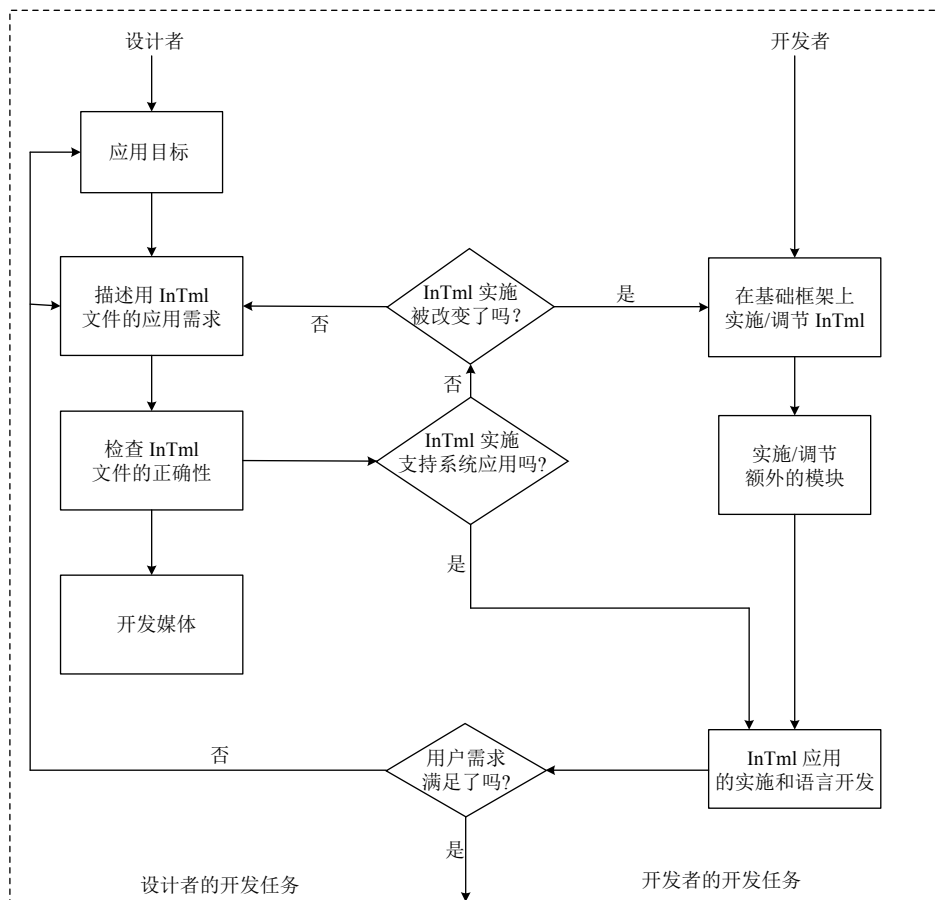 设计者
开发者
应用目标
描述用 InTml
文件的应用需求
否
InTml 实施
被改变了吗？
是
在基础框架上
实施/调节 InTml
否
检查 InTml
文件的正确性
InTml 实施
支持系统应用吗?
实施/调节
额外的模块
是
开发媒体
否
用户需求
满足了吗?
InTml 应用
的实施和语言开发
是
设计者的开发任务
开发者的开发任务